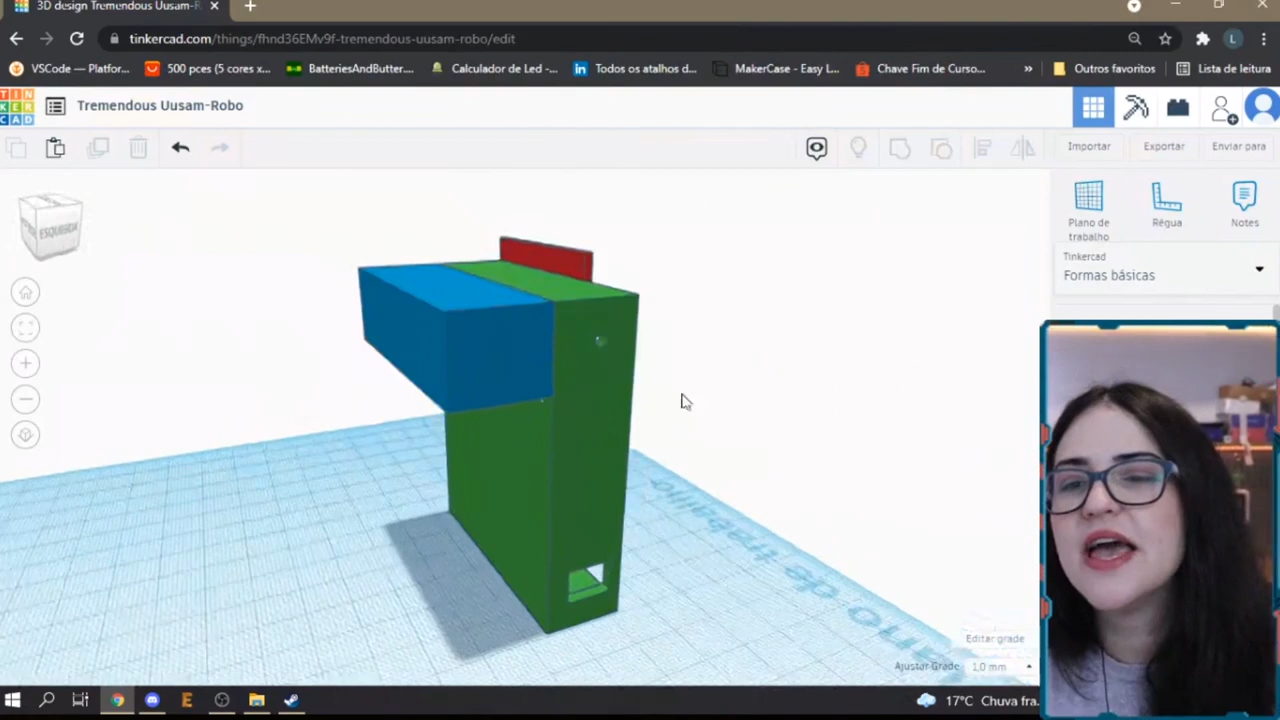 3D design Tremendous Uusam-R
tinkercad.com/things/fhnd36EMv9f-tremendous-uusam-robo/edit
VSCode — Platfor...
500 pces (5 cores x...
BatteriesAndButter....
Calculador de Led -...
Todos os atalhos d...
MakerCase - Easy L...
Chave Fim de Curso...
»
Outros favoritos
Lista de leitura
TIN
KER
CAD
Tremendous Uusam-Robo
Importar
Exportar
Enviar para
ESQUERDA
Plano de
trabalho
Régua
Notes
Tinkercad
Formas básicas
Plano de trabalho
Editar grade
Ajustar Grade
1,0 mm
17°C Chuva fra...